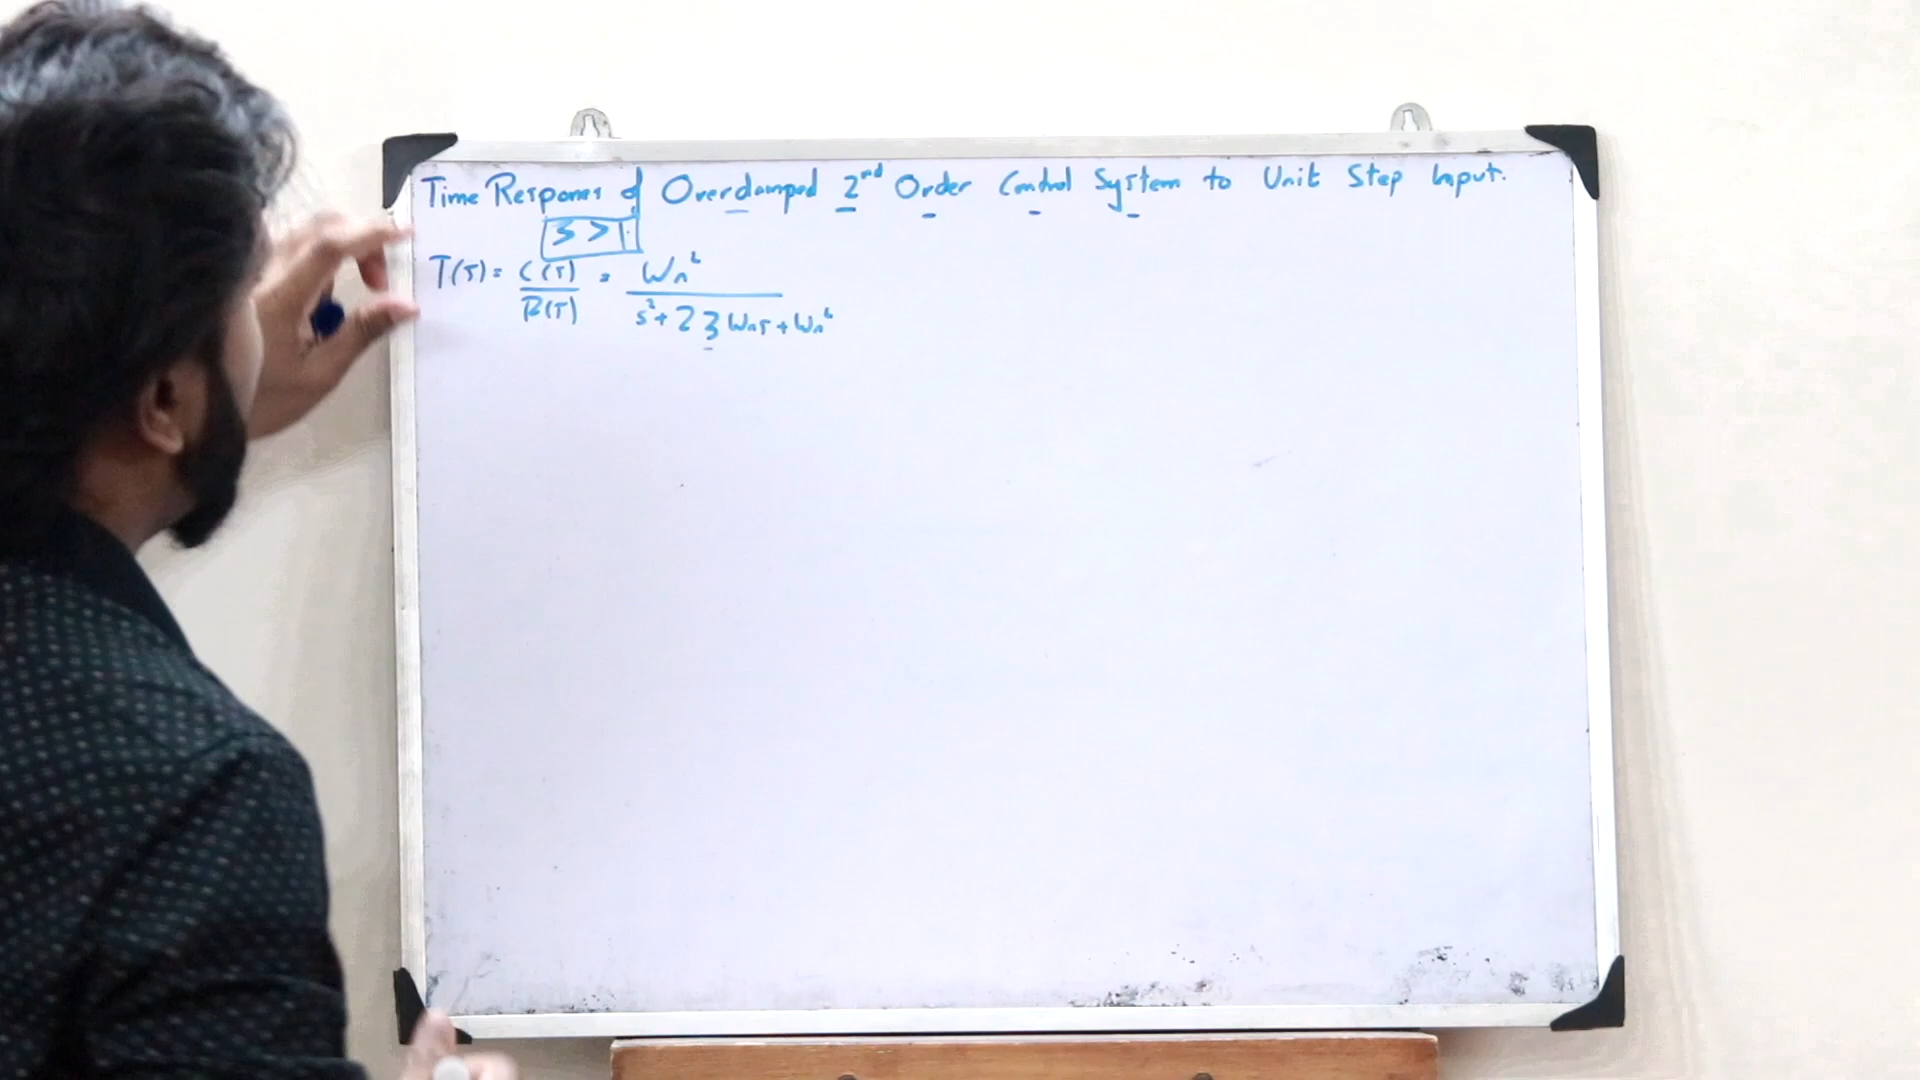 Time Response of Overdamped 2nd Order Control System to Unit Step Input.
ζ > 1
T(s) = C(s)/R(s) = Wn²/(s² + 2ζWns + Wn²)